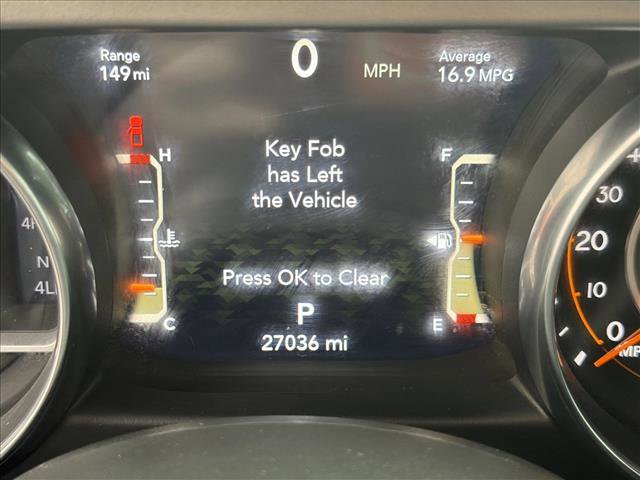 Range
149 mi
0
MPH
Average
16.9 MPG
H
Key Fob
has Left
the Vehicle
F
30
20
10
0
N
4L
Press OK to Clear
C
P
E
27036 mi